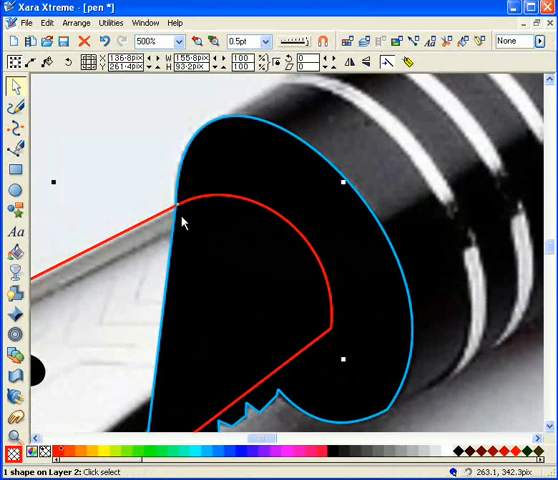 Xara Xtreme - [pen *]
File Edit Arrange Utilities Window Help
500% 0.5pt None
X 136·8pix W 155·8pix 100 0
Y 261·4pix H 93·2pix 100 0
Aa
1 shape on Layer 2: Click select 263.1, 342.3pix